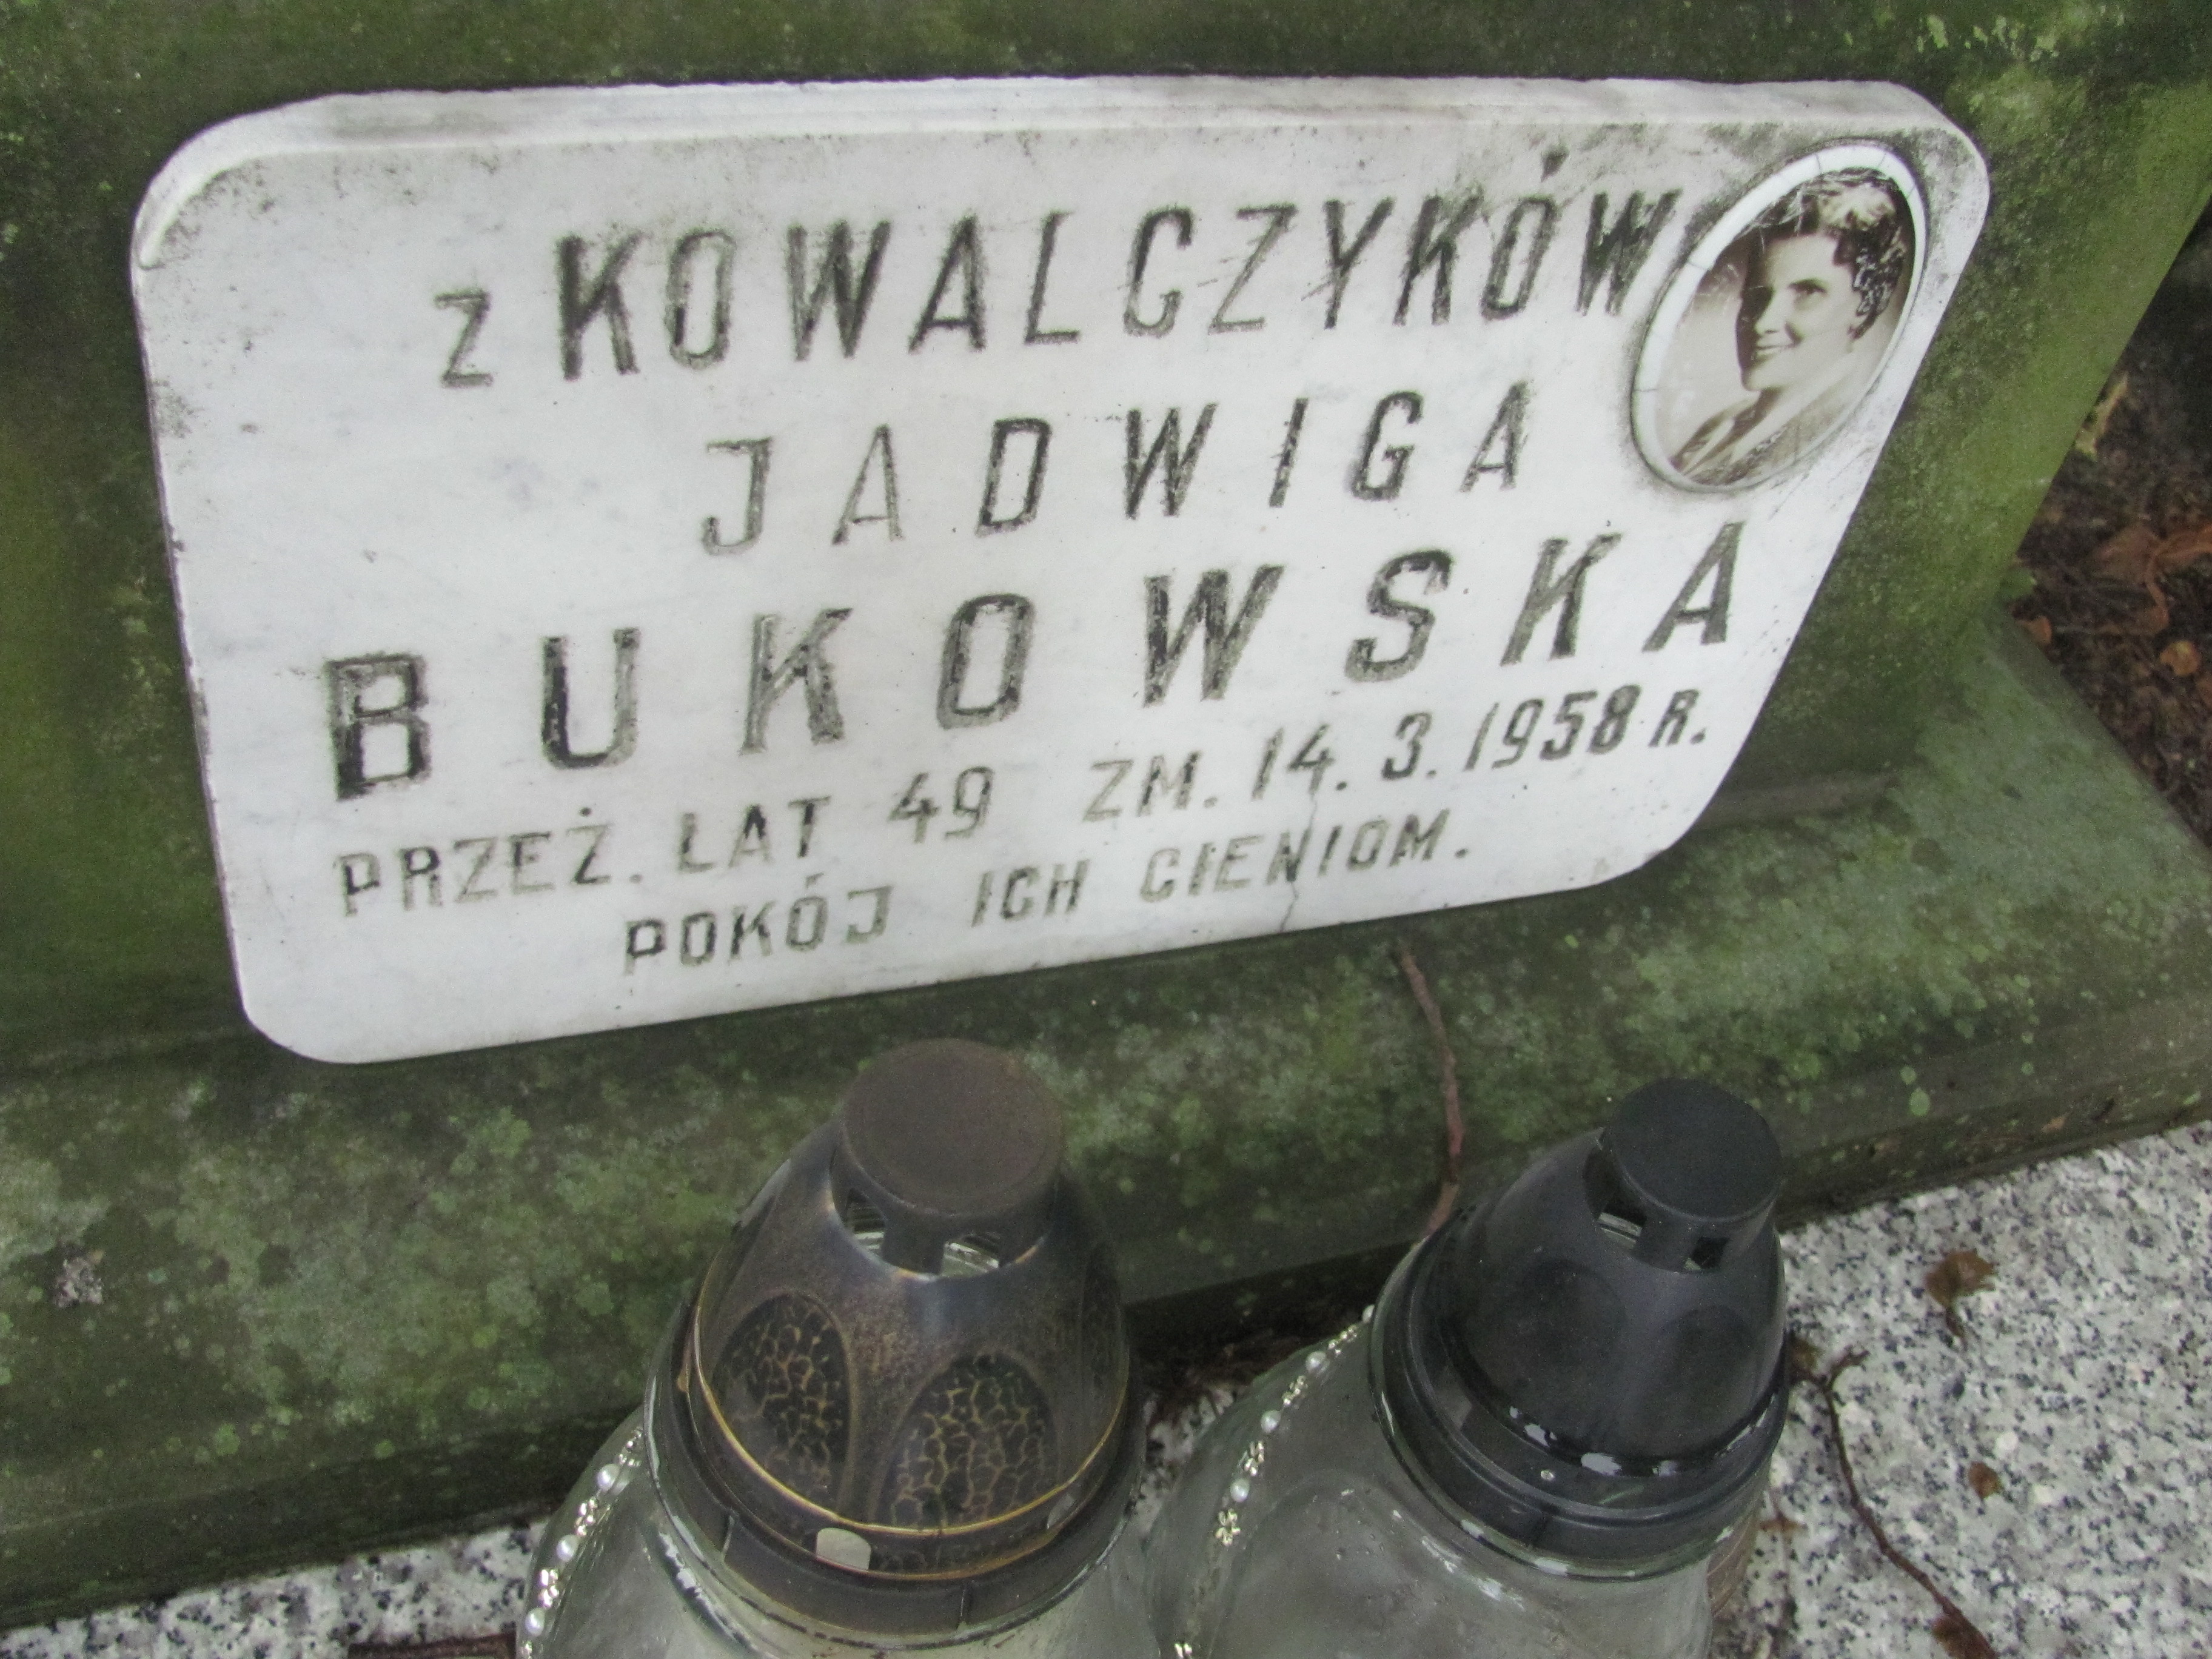 z KOWALCZYKÓW
JADWIGA
BUKOWSKA
PRZEŻ. LAT 49 ZM. 14. 3. 1958 R.
POKÓJ ICH CIENIOM.